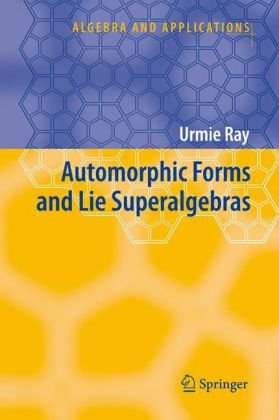 ALGEBRA AND APPLICATIONS
Urmie Ray
Automorphic Forms
and Lie Superalgebras
Springer